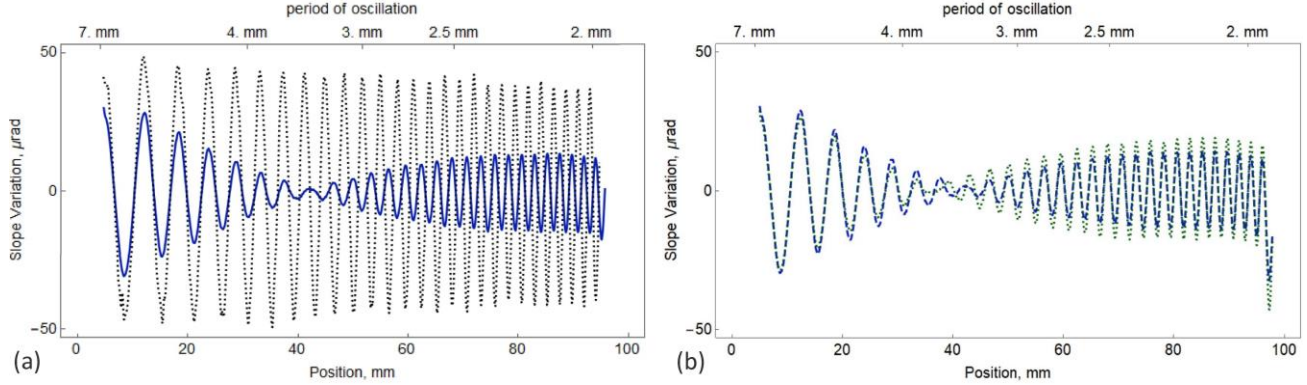 period of oscillation
7. mm 4. mm 3. mm 2.5 mm 2. mm
50
0
−50
Slope Variation, μrad
0 20 40 60 80 100
Position, mm
(a)
period of oscillation
7. mm 4. mm 3. mm 2.5 mm 2. mm
50
0
−50
Slope Variation, μrad
0 20 40 60 80 100
Position, mm
(b)